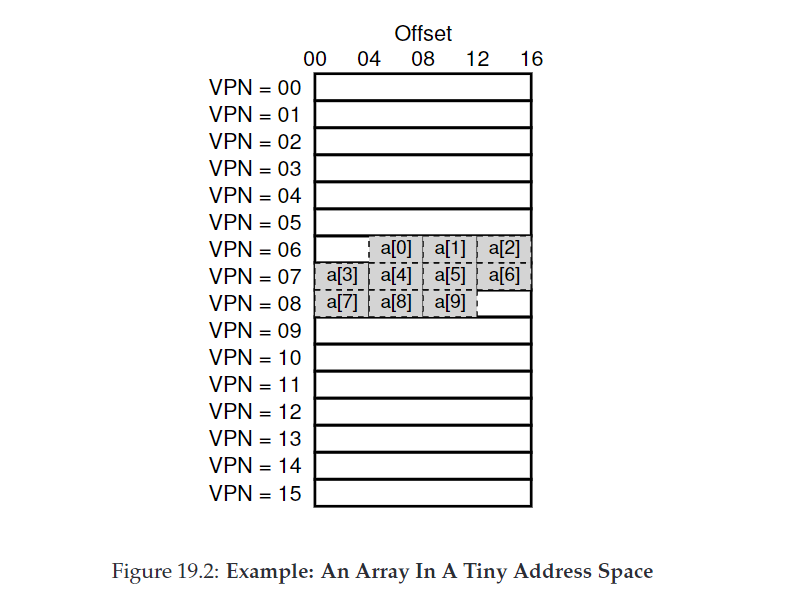 Offset
00 04 08 12 16
VPN = 00
VPN = 01
VPN = 02
VPN = 03
VPN = 04
VPN = 05
VPN = 06 a[0] a[1] a[2]
VPN = 07 a[3] a[4] a[5] a[6]
VPN = 08 a[7] a[8] a[9]
VPN = 09
VPN = 10
VPN = 11
VPN = 12
VPN = 13
VPN = 14
VPN = 15
Figure 19.2: Example: An Array In A Tiny Address Space